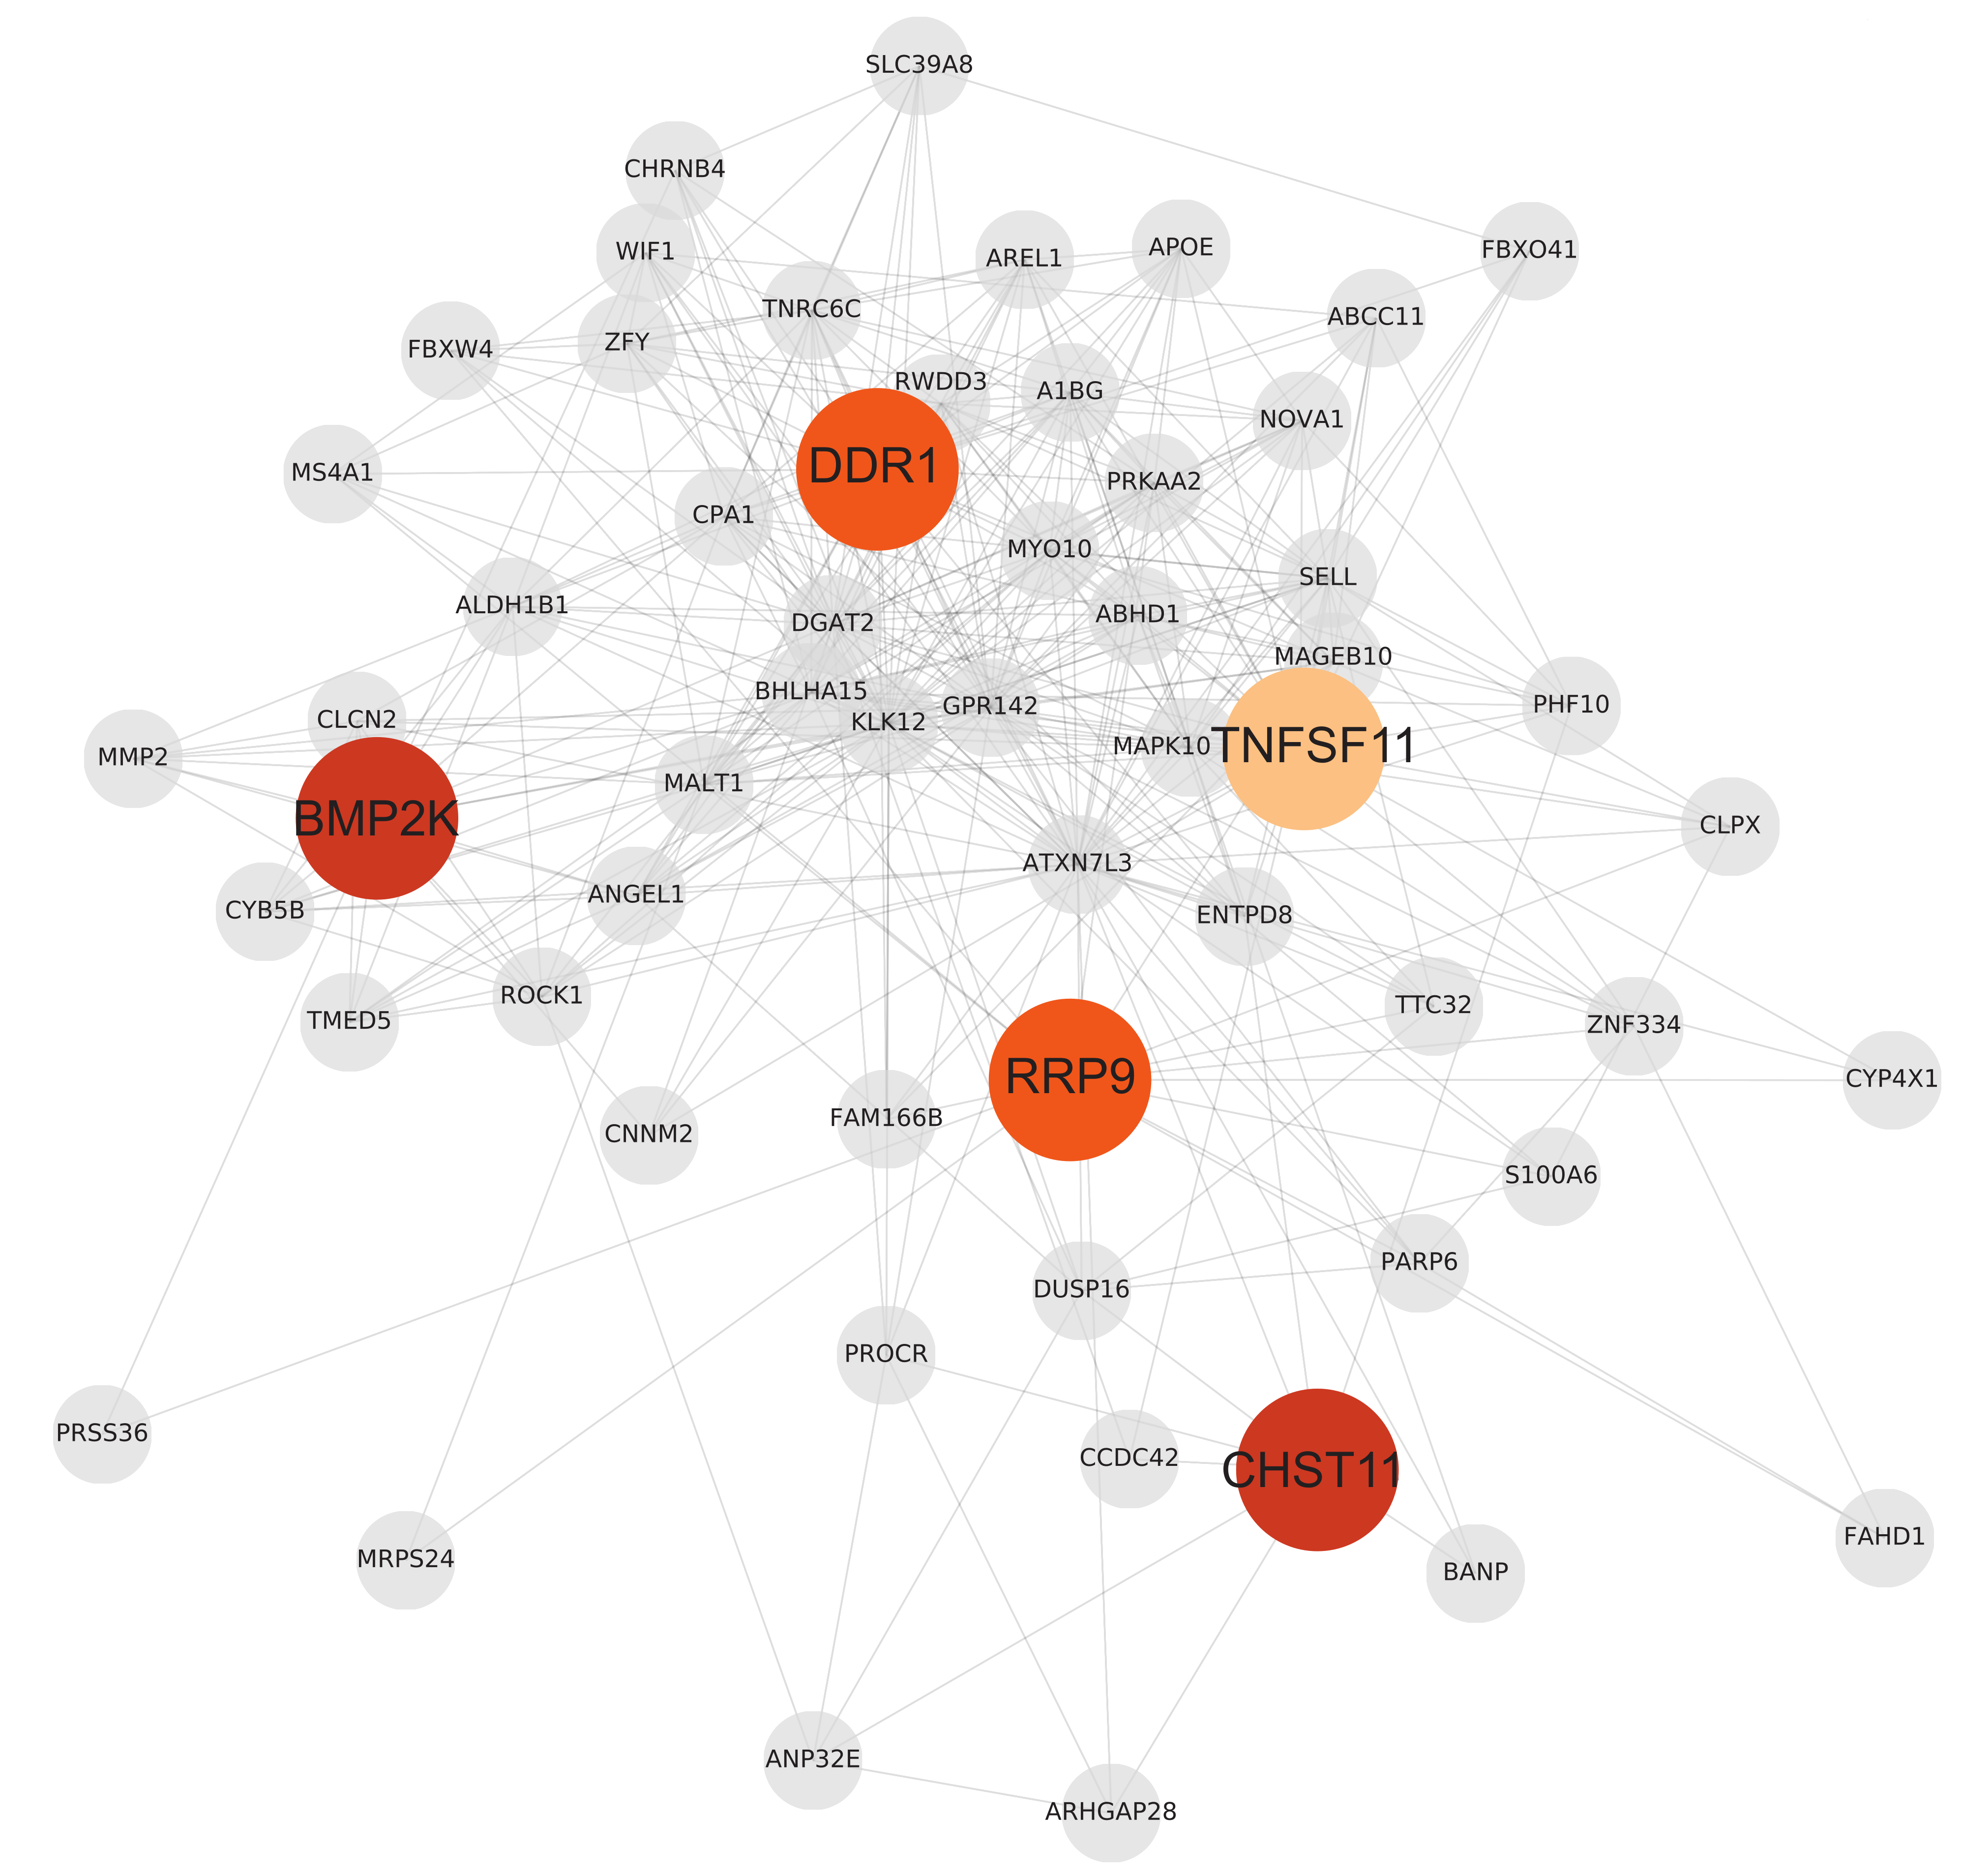 SLC39A8
CHRNB4
WIF1
AREL1
APOE
FBXO41
TNRC6C
ABCC11
FBXW4
ZFY
RWDD3
A1BG
NOVA1
MS4A1
DDR1
PRKAA2
CPA1
MYO10
SELL
ALDH1B1
DGAT2
ABHD1
MAGEB10
BHLHA15
CLCN2
KLK12
GPR142
PHF10
MMP2
MAPK10
TNFSF11
MALT1
BMP2K
CLPX
ATXN7L3
CYB5B
ANGEL1
ENTPD8
TMED5
ROCK1
TTC32
ZNF334
RRP9
CYP4X1
FAM166B
CNNM2
S100A6
PARP6
DUSP16
PROCR
PRSS36
CCDC42
CHST11
MRPS24
BANP
FAHD1
ANP32E
ARHGAP28